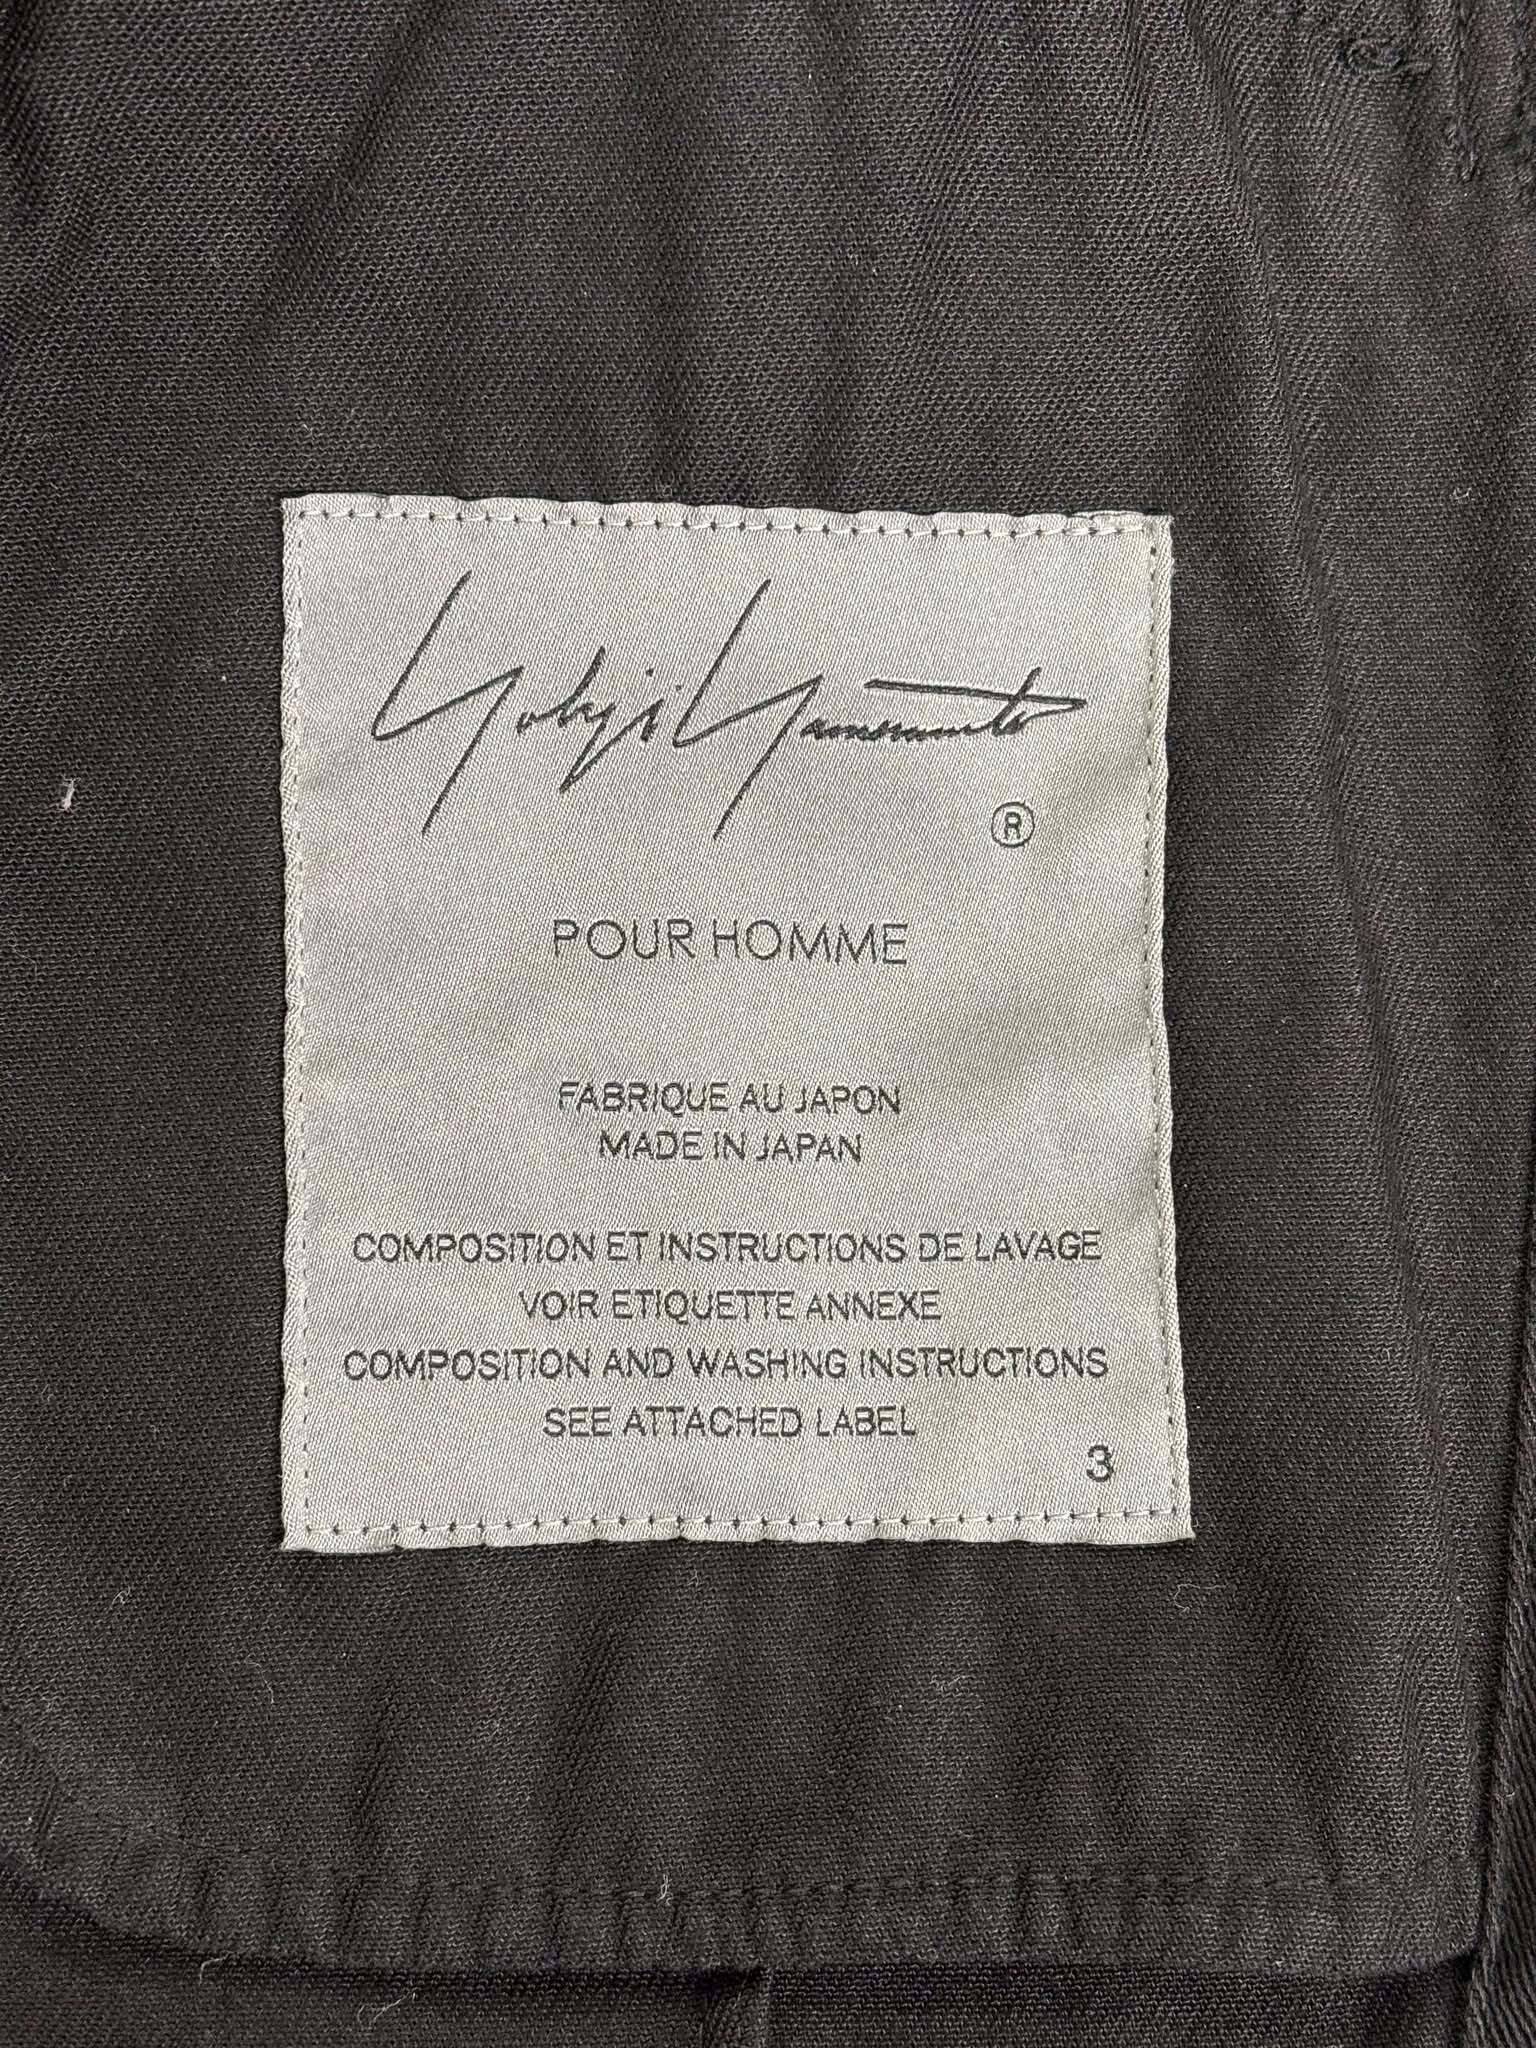 Yohji Yamamoto
®
POUR HOMME
FABRIQUE AU JAPON
MADE IN JAPAN
COMPOSITION ET INSTRUCTIONS DE LAVAGE
VOIR ETIQUETTE ANNEXE
COMPOSITION AND WASHING INSTRUCTIONS
SEE ATTACHED LABEL
3